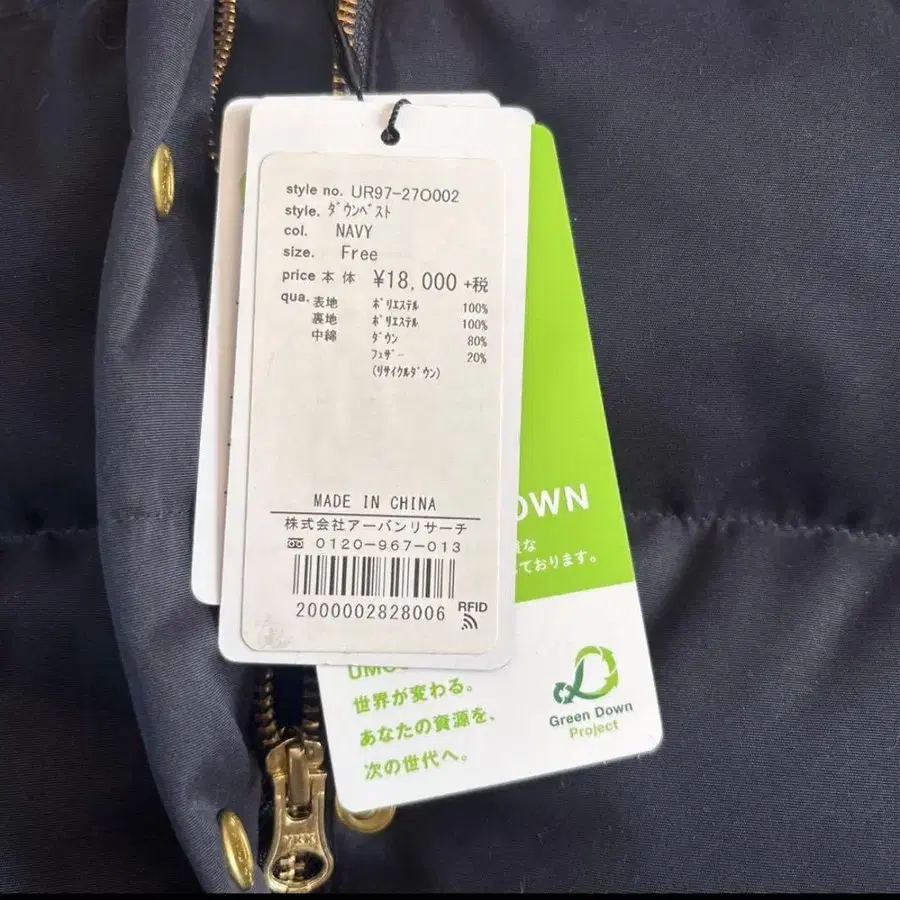 style no. UR97-27O002
style. ﾀﾞｳﾝﾍﾞｽﾄ
col. NAVY
size. Free
price 本体 ¥18,000 +税
qua. 表地 ﾎﾟﾘｴｽﾃﾙ 100%
裏地 ﾎﾟﾘｴｽﾃﾙ 100%
中綿 ﾀﾞｳﾝ 80%
ﾌｪｻﾞｰ 20%
(ﾘｻｲｸﾙﾀﾞｳﾝ)
MADE IN CHINA
株式会社アーバンリサーチ
0120-967-013
2000002828006
RFID
OWN
な
ております。
UMO
世界が変わる。
あなたの資源を、
次の世代へ。
Green Down
Project
YKK